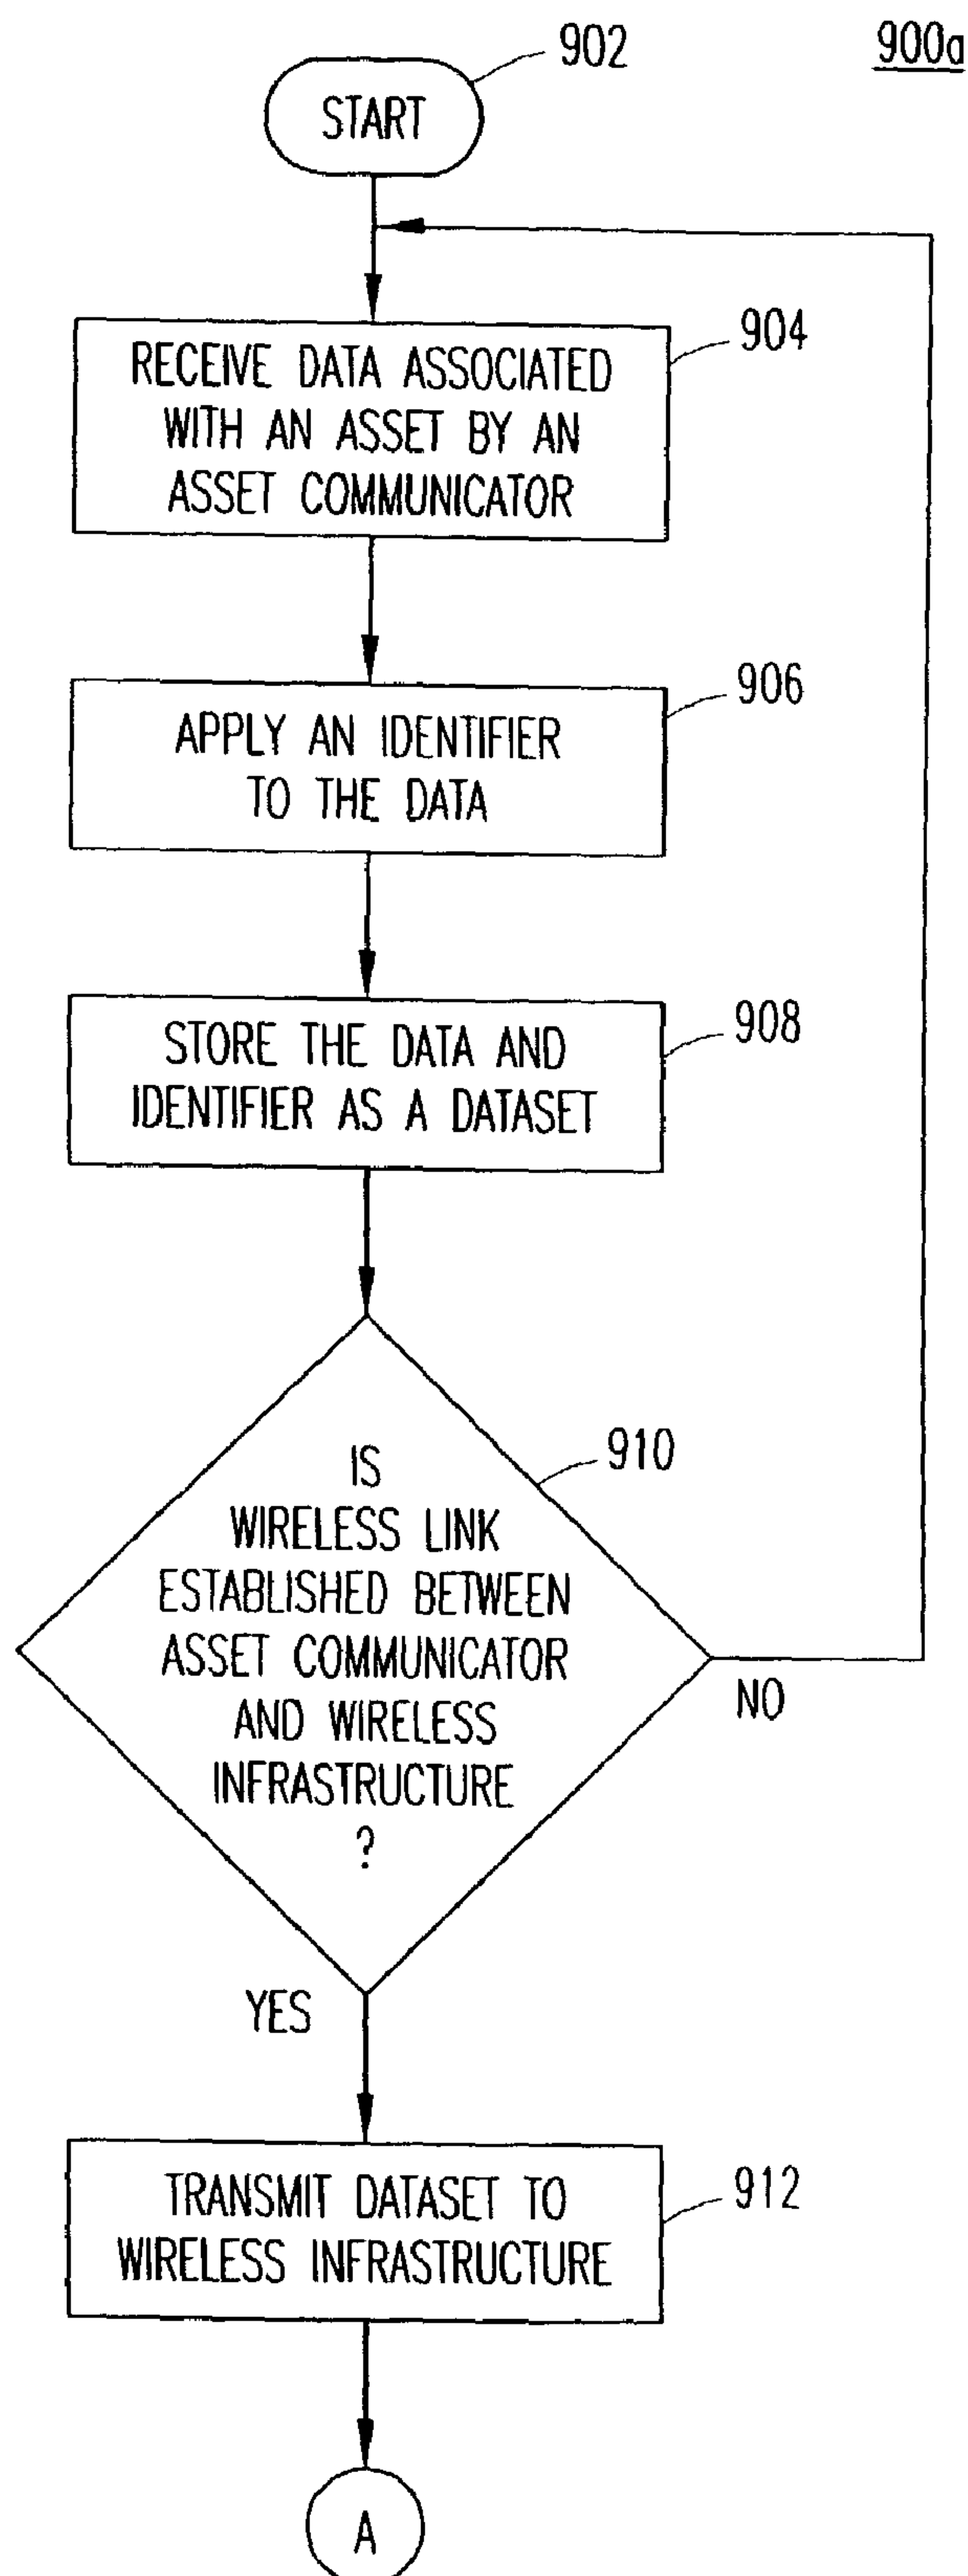 900a
902
START
904
RECEIVE DATA ASSOCIATED
WITH AN ASSET BY AN
ASSET COMMUNICATOR
906
APPLY AN IDENTIFIER
TO THE DATA
908
STORE THE DATA AND
IDENTIFIER AS A DATASET
910
IS
WIRELESS LINK
ESTABLISHED BETWEEN
ASSET COMMUNICATOR
AND WIRELESS
INFRASTRUCTURE
?
NO
YES
912
TRANSMIT DATASET TO
WIRELESS INFRASTRUCTURE
A